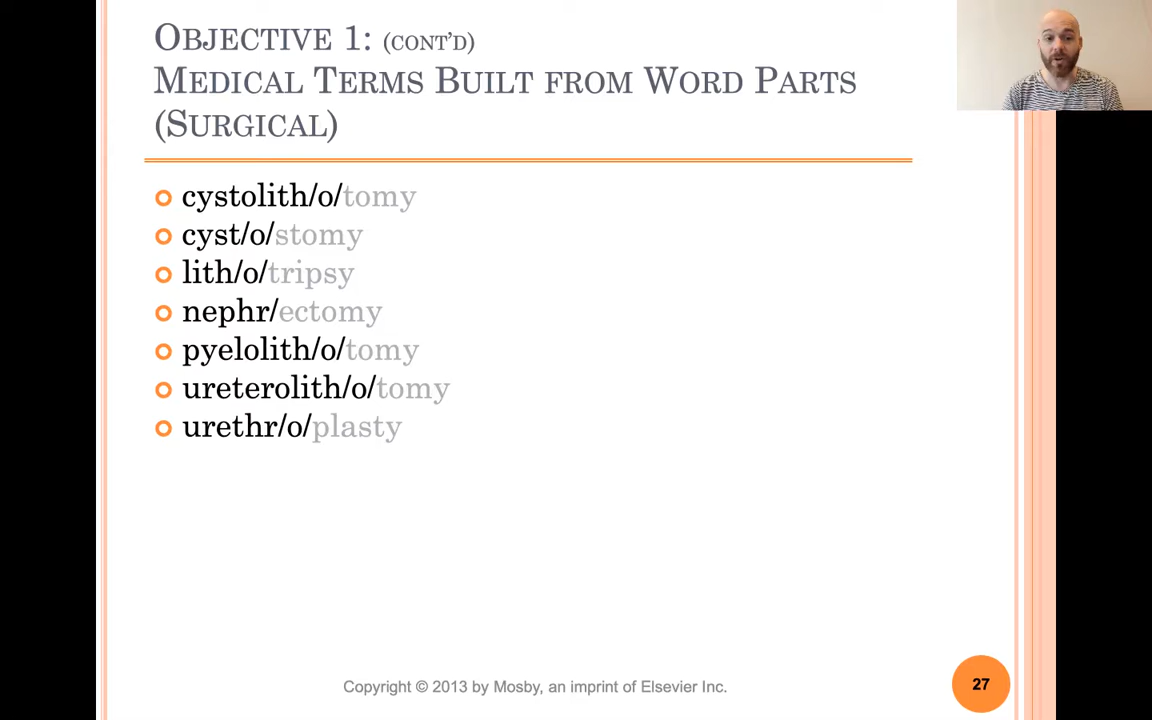 OBJECTIVE 1: (CONT'D)
MEDICAL TERMS BUILT FROM WORD PARTS
(SURGICAL)
cystolith/o/tomy
cyst/o/stomy
lith/o/tripsy
nephr/ectomy
pyelolith/o/tomy
ureterolith/o/tomy
urethr/o/plasty
Copyright © 2013 by Mosby, an imprint of Elsevier Inc.
27